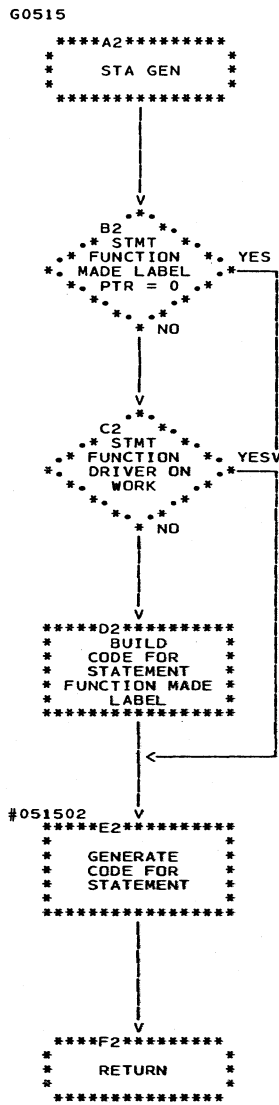 G0515
A2
STA GEN
B2
STMT
FUNCTION
MADE LABEL
PTR = 0
YES
NO
C2
STMT
FUNCTION
DRIVER ON
WORK
YES
NO
D2
BUILD
CODE FOR
STATEMENT
FUNCTION MADE
LABEL
#051502
E2
GENERATE
CODE FOR
STATEMENT
F2
RETURN